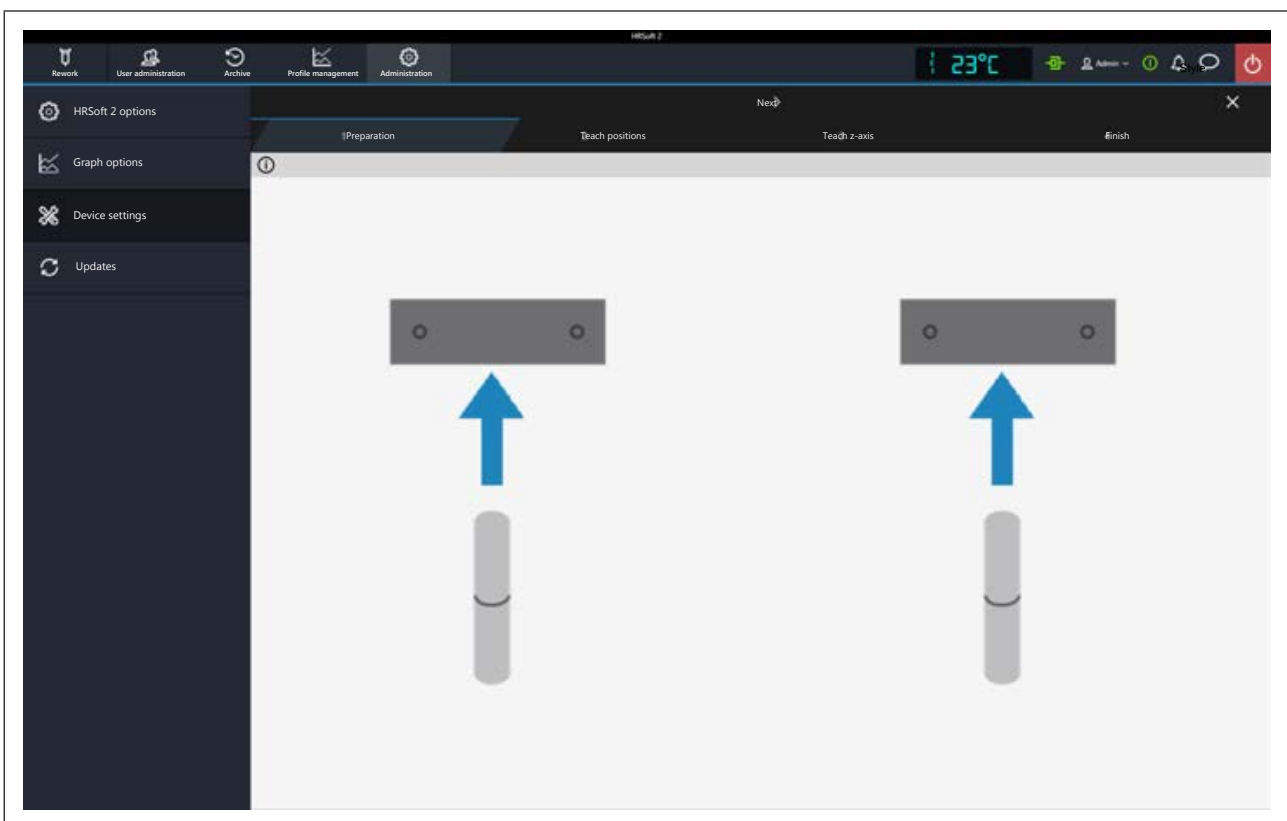 HRSoft 2
Rework User administration Archive Profile management Administration
23°C Admin
HRSoft 2 options
Graph options
Device settings
Updates
Next
Preparation Teach positions Teach z-axis Finish